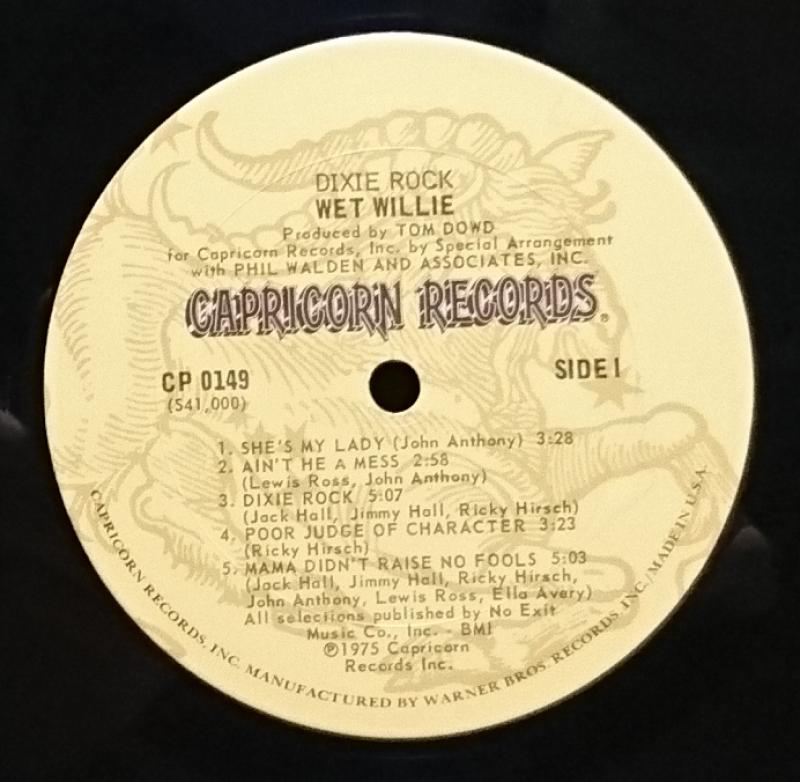 DIXIE ROCK
WET WILLIE
Produced by TOM DOWD
for Capricorn Records, Inc. by Special Arrangement
with PHIL WALDEN AND ASSOCIATES, INC.
CAPRICORN RECORDS®
CP 0149
(S41,000)
SIDE I
1. SHE'S MY LADY (John Anthony) 3:28
2. AIN'T HE A MESS 2:58
(Lewis Ross, John Anthony)
3. DIXIE ROCK 5:07
(Jack Hall, Jimmy Hall, Ricky Hirsch)
4. POOR JUDGE OF CHARACTER 3:23
(Ricky Hirsch)
5. MAMA DIDN'T RAISE NO FOOLS 5:03
(Jack Hall, Jimmy Hall, Ricky Hirsch,
John Anthony, Lewis Ross, Ella Avery)
All selections published by No Exit
Music Co., Inc. - BMI
℗1975 Capricorn
Records Inc.
CAPRICORN RECORDS, INC. MANUFACTURED BY WARNER BROS. RECORDS, INC./MADE IN U.S.A.